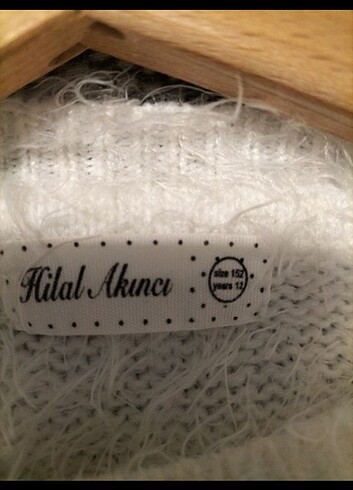 Hilal Akıncı
size 152
years 12